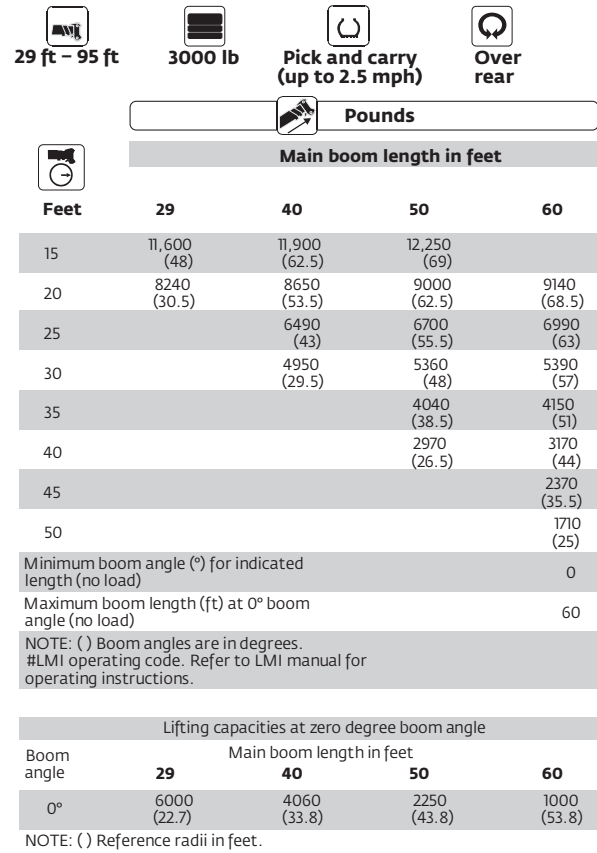 29 ft – 95 ft 3000 lb Pick and carry Over
(up to 2.5 mph) rear
Pounds
Main boom length in feet
Feet 29 40 50 60
15 11,600 11,900 12,250
(48) (62.5) (69)
20 8240 8650 9000 9140
(30.5) (53.5) (62.5) (68.5)
25 6490 6700 6990
(43) (55.5) (63)
30 4950 5360 5390
(29.5) (48) (57)
35 4040 4150
(38.5) (51)
40 2970 3170
(26.5) (44)
45 2370
(35.5)
50 1710
(25)
Minimum boom angle (°) for indicated
length (no load) 0
Maximum boom length (ft) at 0° boom
angle (no load) 60
NOTE: ( ) Boom angles are in degrees.
#LMI operating code. Refer to LMI manual for
operating instructions.
Lifting capacities at zero degree boom angle
Boom Main boom length in feet
angle 29 40 50 60
0° 6000 4060 2250 1000
(22.7) (33.8) (43.8) (53.8)
NOTE: ( ) Reference radii in feet.